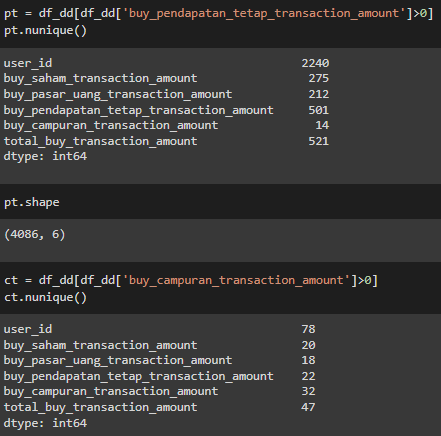 pt = df_dd[df_dd['buy_pendapatan_tetap_transaction_amount']>0]
pt.nunique()
user_id 2240
buy_saham_transaction_amount 275
buy_pasar_uang_transaction_amount 212
buy_pendapatan_tetap_transaction_amount 501
buy_campuran_transaction_amount 14
total_buy_transaction_amount 521
dtype: int64
pt.shape
(4086, 6)
ct = df_dd[df_dd['buy_campuran_transaction_amount']>0]
ct.nunique()
user_id 78
buy_saham_transaction_amount 20
buy_pasar_uang_transaction_amount 18
buy_pendapatan_tetap_transaction_amount 22
buy_campuran_transaction_amount 32
total_buy_transaction_amount 47
dtype: int64